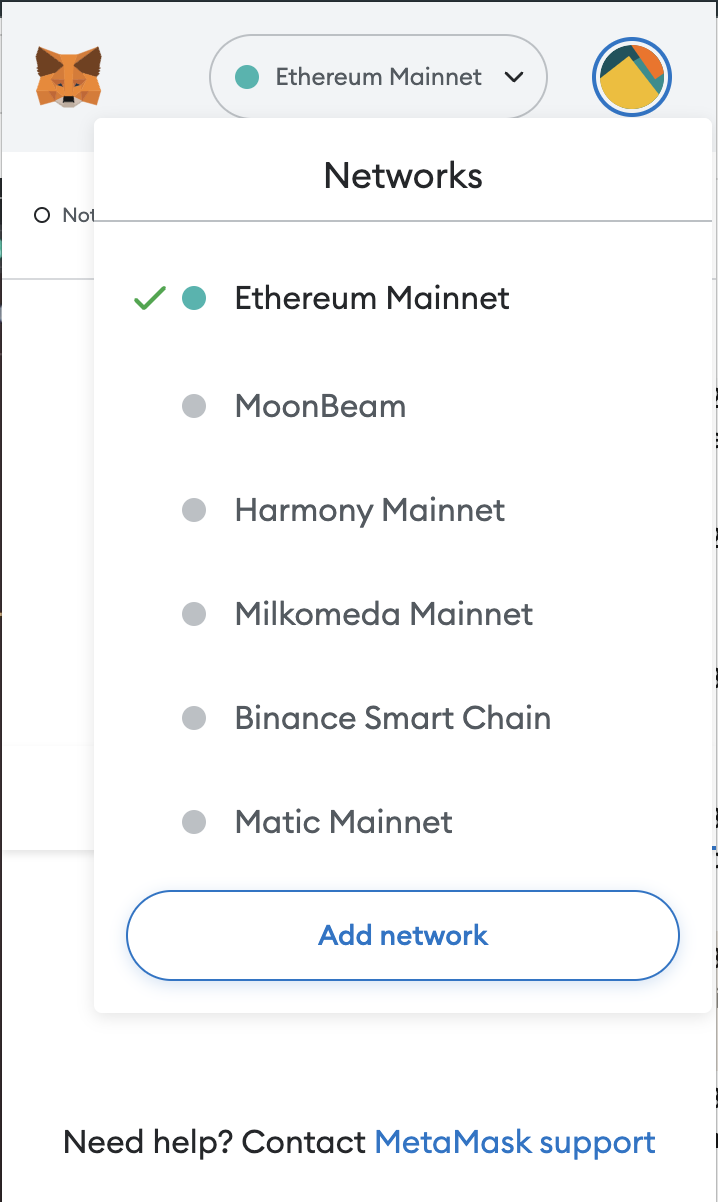 Ethereum Mainnet
Networks
Not
Ethereum Mainnet
MoonBeam
Harmony Mainnet
Milkomeda Mainnet
Binance Smart Chain
Matic Mainnet
Add network
Need help? Contact MetaMask support